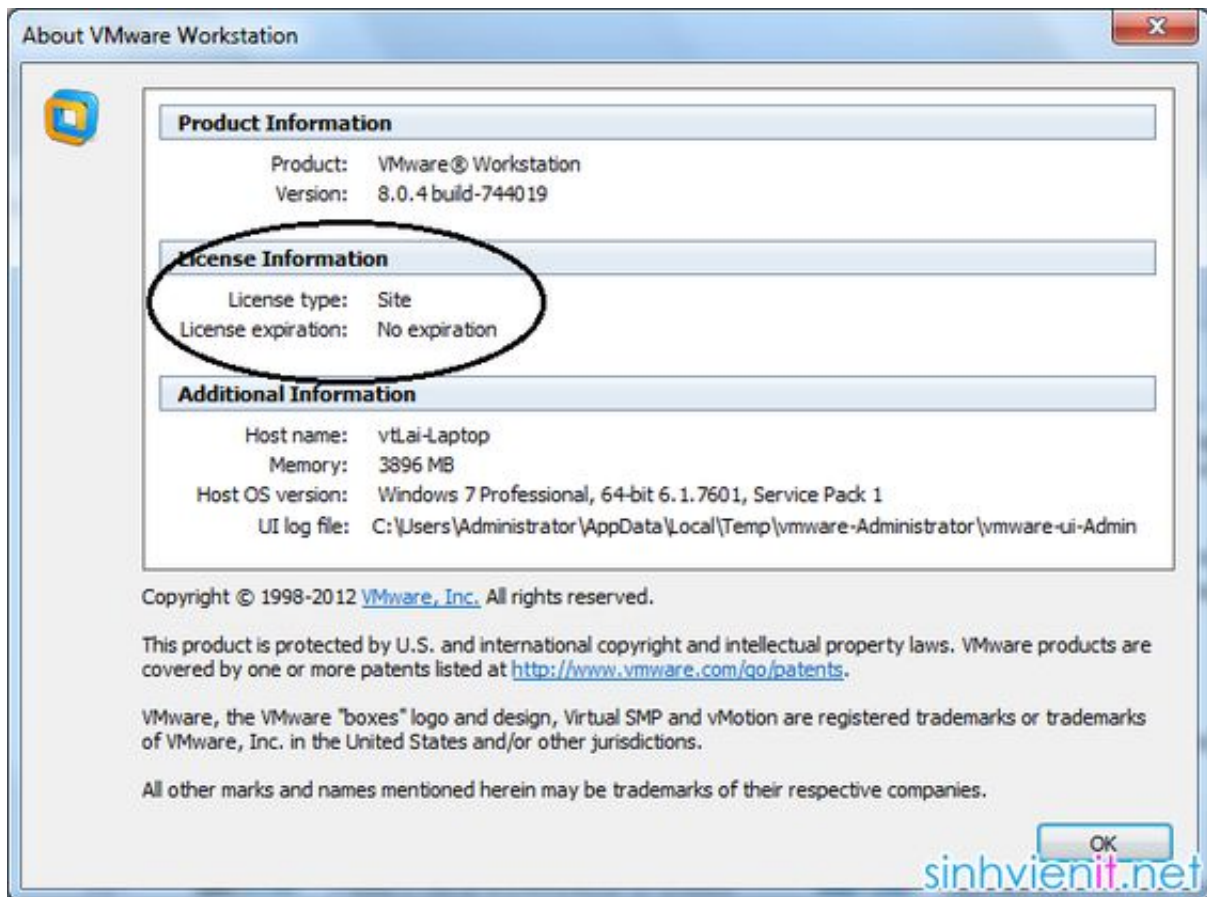 About VMware Workstation
Product Information
Product: VMware® Workstation
Version: 8.0.4 build-744019
License Information
License type: Site
License expiration: No expiration
Additional Information
Host name: vtLai-Laptop
Memory: 3896 MB
Host OS version: Windows 7 Professional, 64-bit 6.1.7601, Service Pack 1
UI log file: C:\Users\Administrator\AppData\Local\Temp\vmware-Administrator\vmware-ui-Admin
Copyright © 1998-2012 VMware, Inc. All rights reserved.
This product is protected by U.S. and international copyright and intellectual property laws. VMware products are
covered by one or more patents listed at http://www.vmware.com/go/patents.
VMware, the VMware "boxes" logo and design, Virtual SMP and vMotion are registered trademarks or trademarks
of VMware, Inc. in the United States and/or other jurisdictions.
All other marks and names mentioned herein may be trademarks of their respective companies.
OK
sinhvienit.net